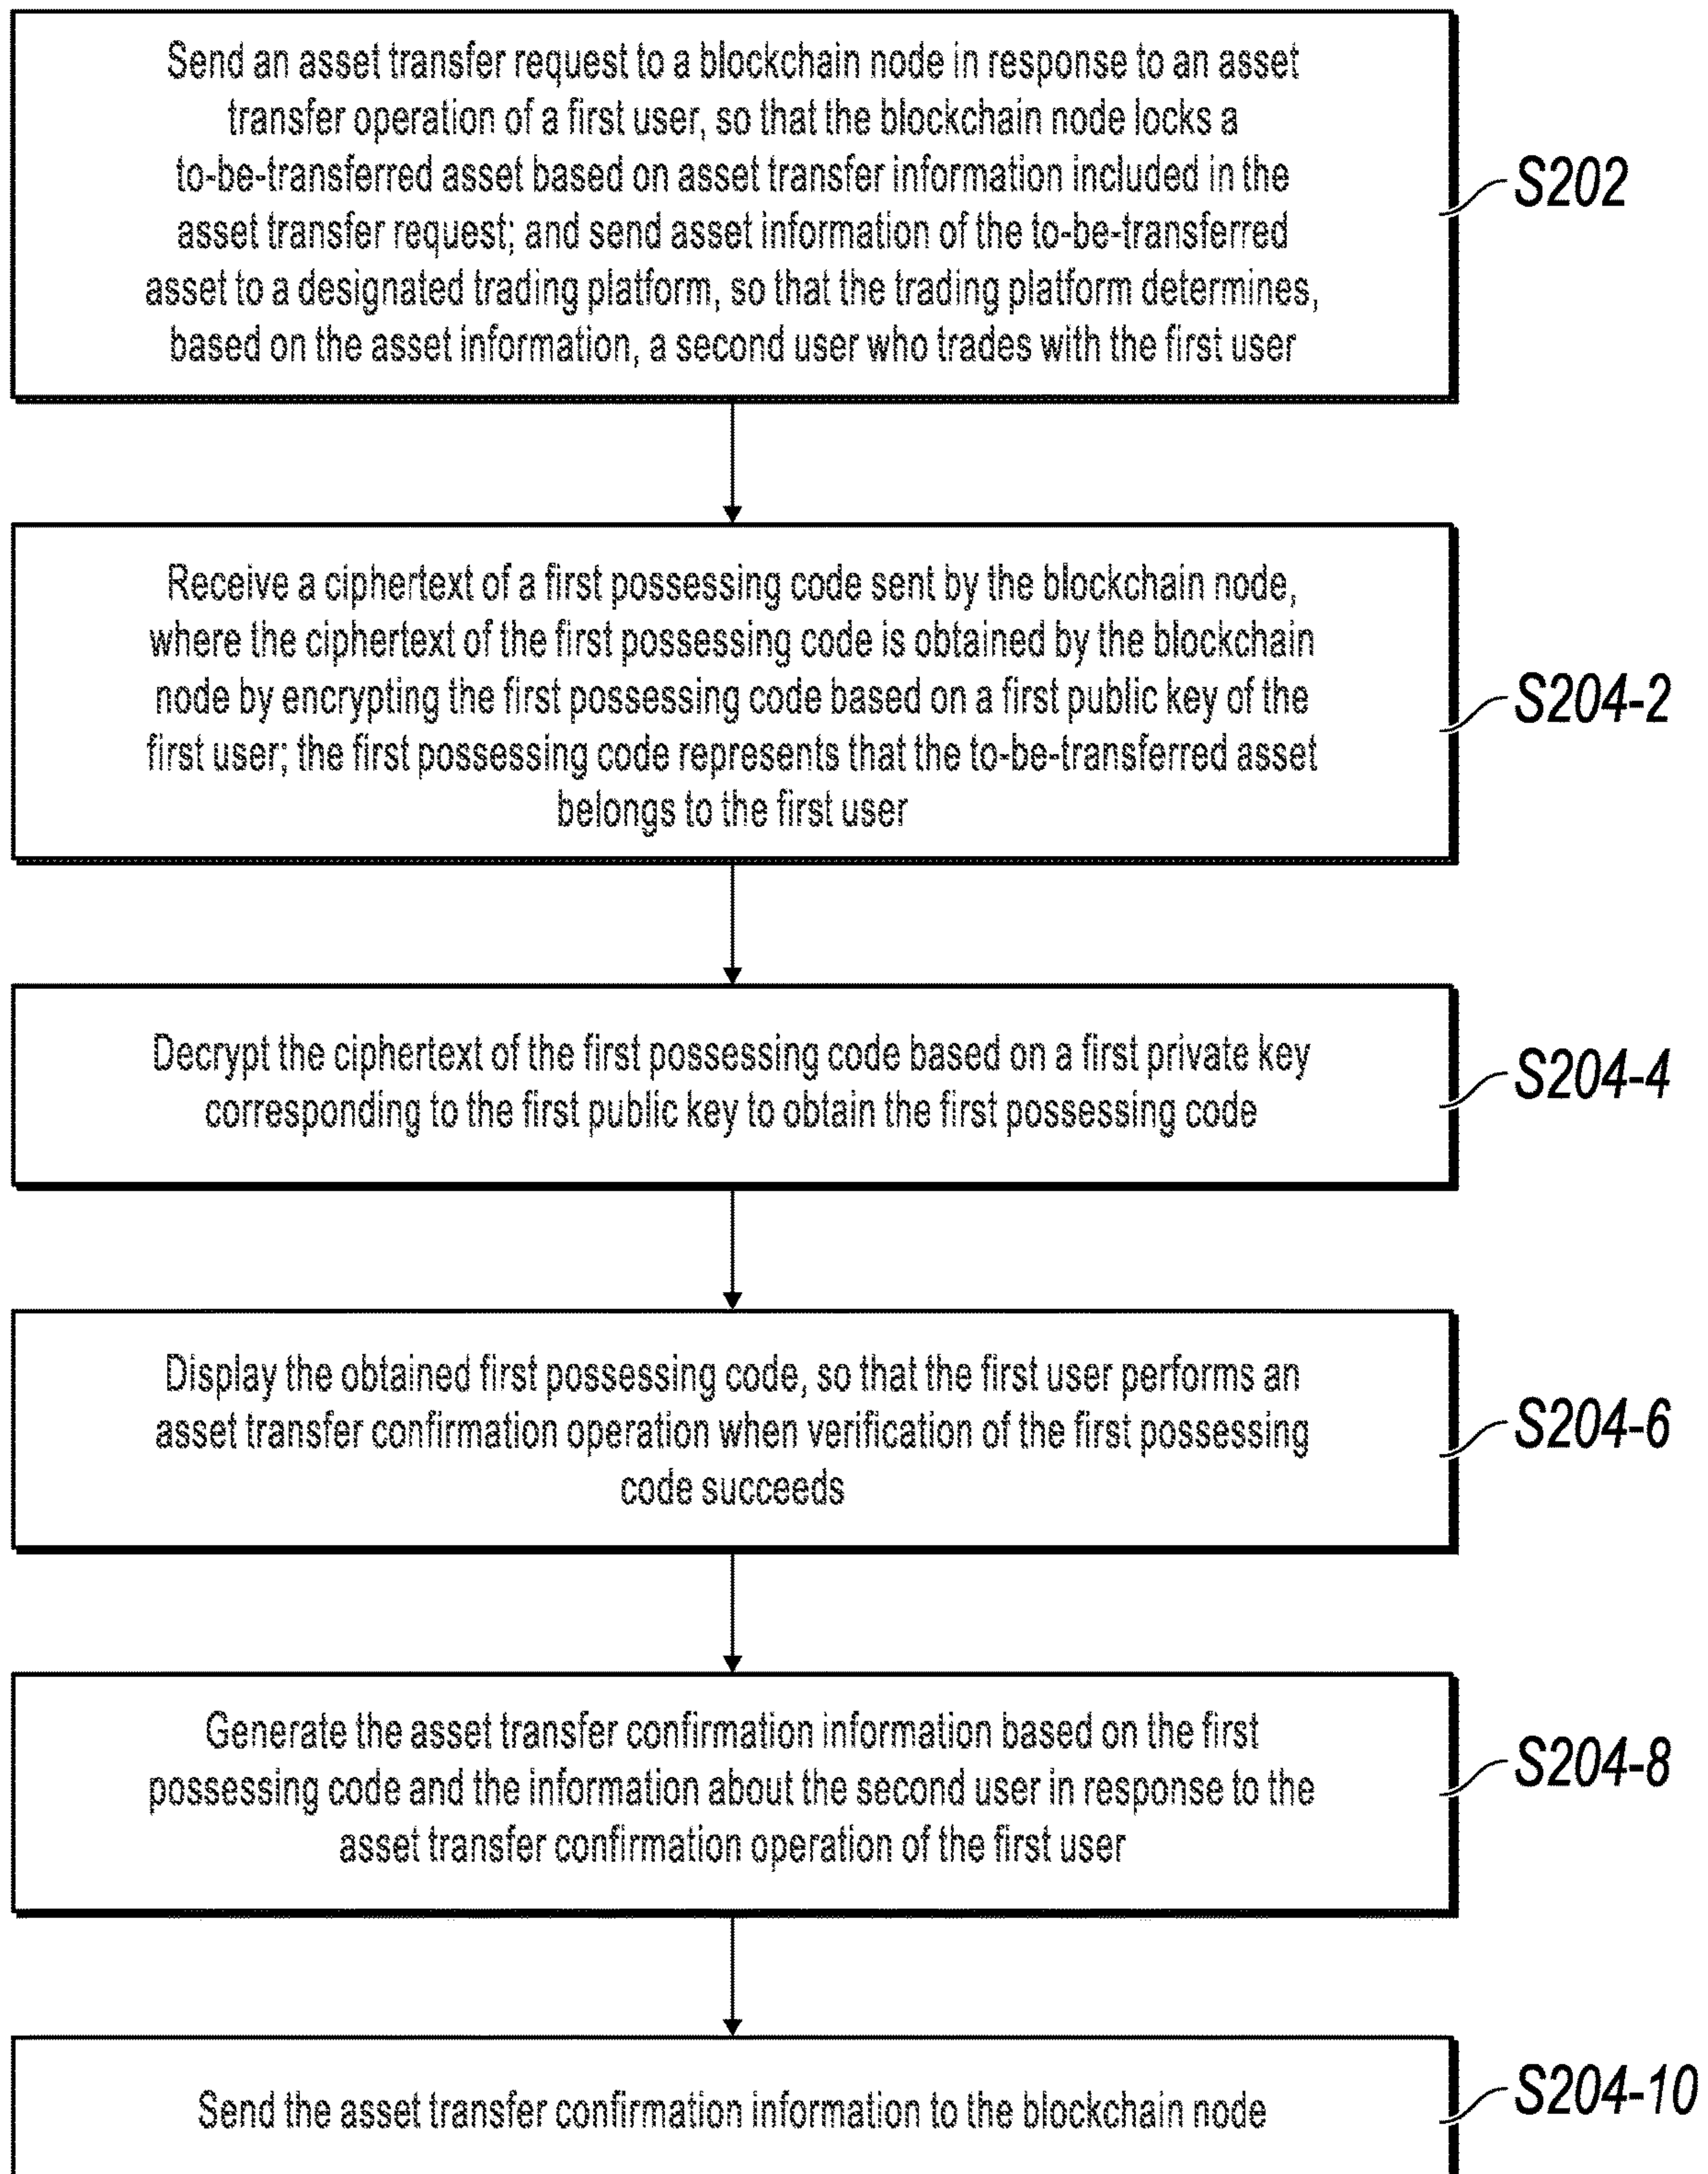 Send an asset transfer request to a blockchain node in response to an asset
transfer operation of a first user, so that the blockchain node locks a
to-be-transferred asset based on asset transfer information included in the
asset transfer request; and send asset information of the to-be-transferred
asset to a designated trading platform, so that the trading platform determines,
based on the asset information, a second user who trades with the first user
S202
Receive a ciphertext of a first possessing code sent by the blockchain node,
where the ciphertext of the first possessing code is obtained by the blockchain
node by encrypting the first possessing code based on a first public key of the
first user; the first possessing code represents that the to-be-transferred asset
belongs to the first user
S204-2
Decrypt the ciphertext of the first possessing code based on a first private key
corresponding to the first public key to obtain the first possessing code
S204-4
Display the obtained first possessing code, so that the first user performs an
asset transfer confirmation operation when verification of the first possessing
code succeeds
S204-6
Generate the asset transfer confirmation information based on the first
possessing code and the information about the second user in response to the
asset transfer confirmation operation of the first user
S204-8
Send the asset transfer confirmation information to the blockchain node
S204-10